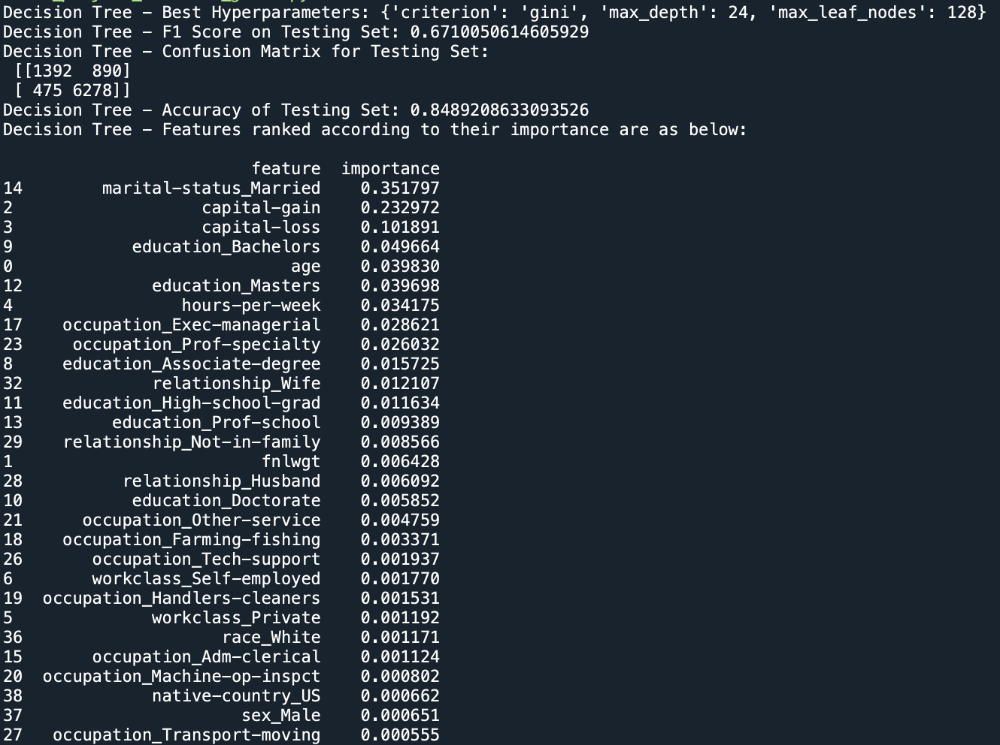 Decision Tree – Best Hyperparameters: {'criterion': 'gini', 'max_depth': 24, 'max_leaf_nodes': 128}
Decision Tree – F1 Score on Testing Set: 0.6710050614605929
Decision Tree – Confusion Matrix for Testing Set:
[[1392 890]
[ 475 6278]]
Decision Tree – Accuracy of Testing Set: 0.8489208633093526
Decision Tree – Features ranked according to their importance are as below:
feature importance
14 marital-status_Married 0.351797
2 capital-gain 0.232972
3 capital-loss 0.101891
9 education_Bachelors 0.049664
0 age 0.039830
12 education_Masters 0.039698
4 hours-per-week 0.034175
17 occupation_Exec-managerial 0.028621
23 occupation_Prof-specialty 0.026032
8 education_Associate-degree 0.015725
32 relationship_Wife 0.012107
11 education_High-school-grad 0.011634
13 education_Prof-school 0.009389
29 relationship_Not-in-family 0.008566
1 fnlwgt 0.006428
28 relationship_Husband 0.006092
10 education_Doctorate 0.005852
21 occupation_Other-service 0.004759
18 occupation_Farming-fishing 0.003371
26 occupation_Tech-support 0.001937
6 workclass_Self-employed 0.001770
19 occupation_Handlers-cleaners 0.001531
5 workclass_Private 0.001192
36 race_White 0.001171
15 occupation_Adm-clerical 0.001124
20 occupation_Machine-op-inspct 0.000802
38 native-country_US 0.000662
37 sex_Male 0.000651
27 occupation_Transport-moving 0.000555